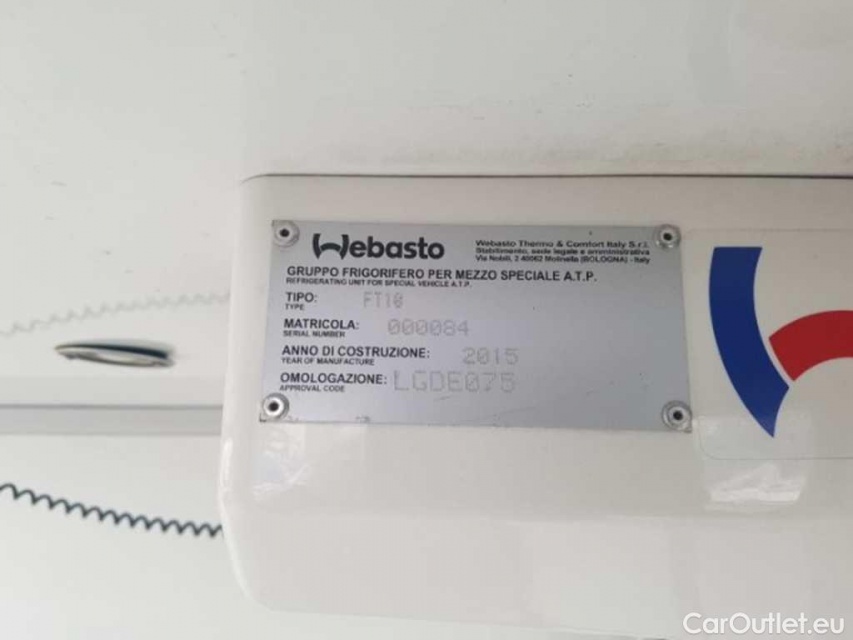 Webasto
Webasto Thermo & Comfort Italy S.r.l.
Stabilimento, sede legale e amministrativa
Via Nobili, 2 40062 Molinella (BOLOGNA) - Italy
GRUPPO FRIGORIFERO PER MEZZO SPECIALE A.T.P.
REFRIGERATING UNIT FOR SPECIAL VEHICLE A.T.P.
TIPO: FT10
TYPE
MATRICOLA: 000084
SERIAL NUMBER
ANNO DI COSTRUZIONE: 2015
YEAR OF MANUFACTURE
OMOLOGAZIONE: LGDE075
APPROVAL CODE
CarOutlet.eu